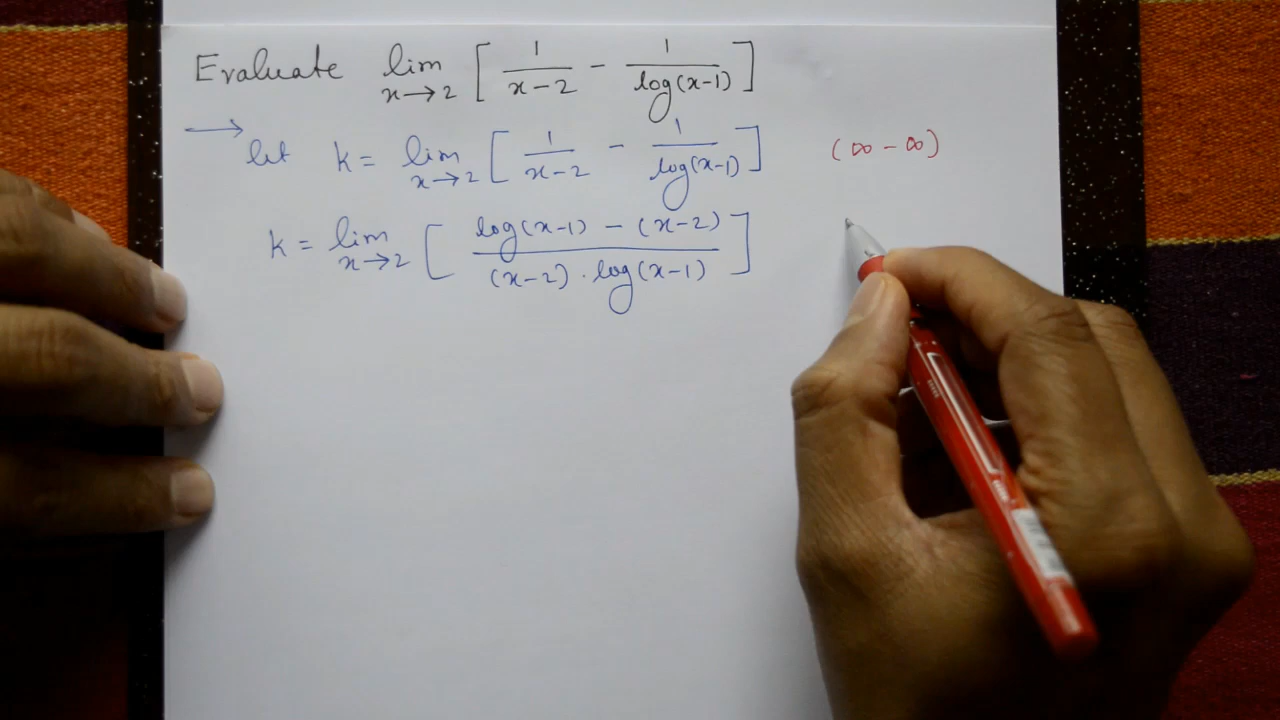 Evaluate lim x→2 [ 1/(x-2) - 1/log(x-1) ]
→ let k = lim x→2 [ 1/(x-2) - 1/log(x-1) ] (∞ - ∞)
k = lim x→2 [ (log(x-1) - (x-2))/((x-2) · log(x-1)) ]